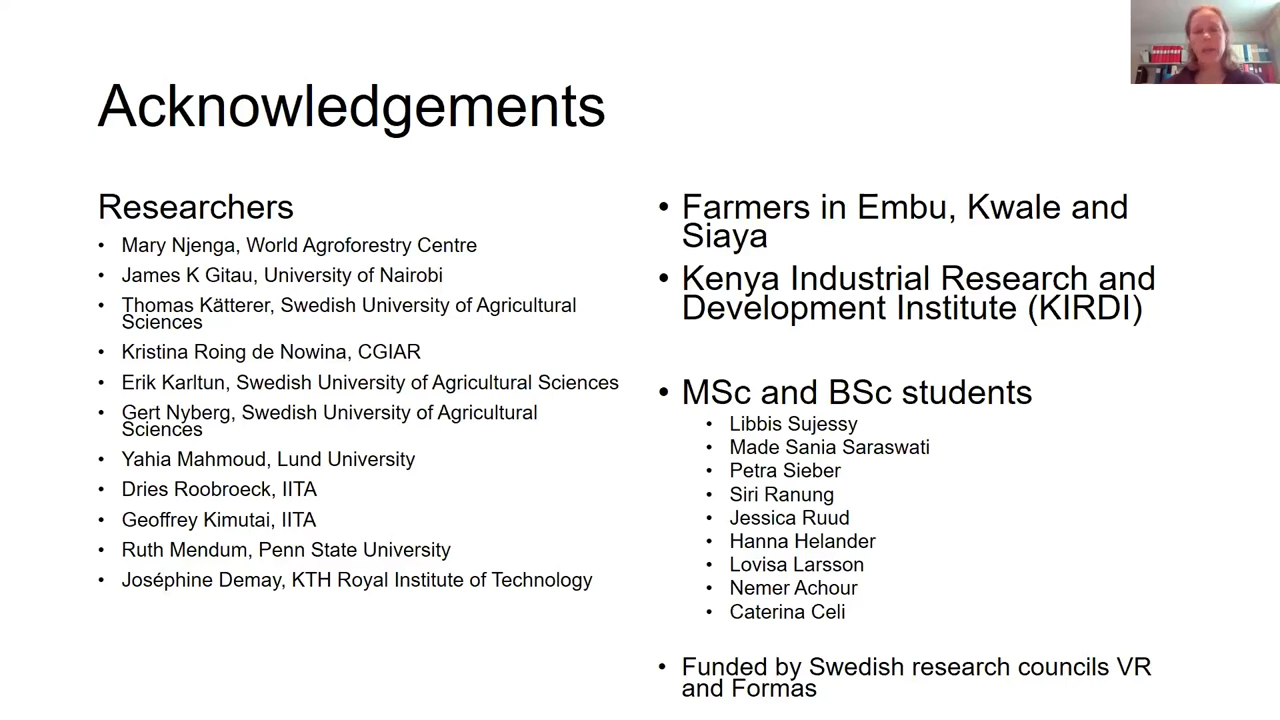 Acknowledgements
Researchers
• Mary Njenga, World Agroforestry Centre
• James K Gitau, University of Nairobi
• Thomas Kätterer, Swedish University of Agricultural
Sciences
• Kristina Roing de Nowina, CGIAR
• Erik Karltun, Swedish University of Agricultural Sciences
• Gert Nyberg, Swedish University of Agricultural
Sciences
• Yahia Mahmoud, Lund University
• Dries Roobroeck, IITA
• Geoffrey Kimutai, IITA
• Ruth Mendum, Penn State University
• Joséphine Demay, KTH Royal Institute of Technology
• Farmers in Embu, Kwale and
Siaya
• Kenya Industrial Research and
Development Institute (KIRDI)
• MSc and BSc students
• Libbis Sujessy
• Made Sania Saraswati
• Petra Sieber
• Siri Ranung
• Jessica Ruud
• Hanna Helander
• Lovisa Larsson
• Nemer Achour
• Caterina Celi
• Funded by Swedish research councils VR
and Formas